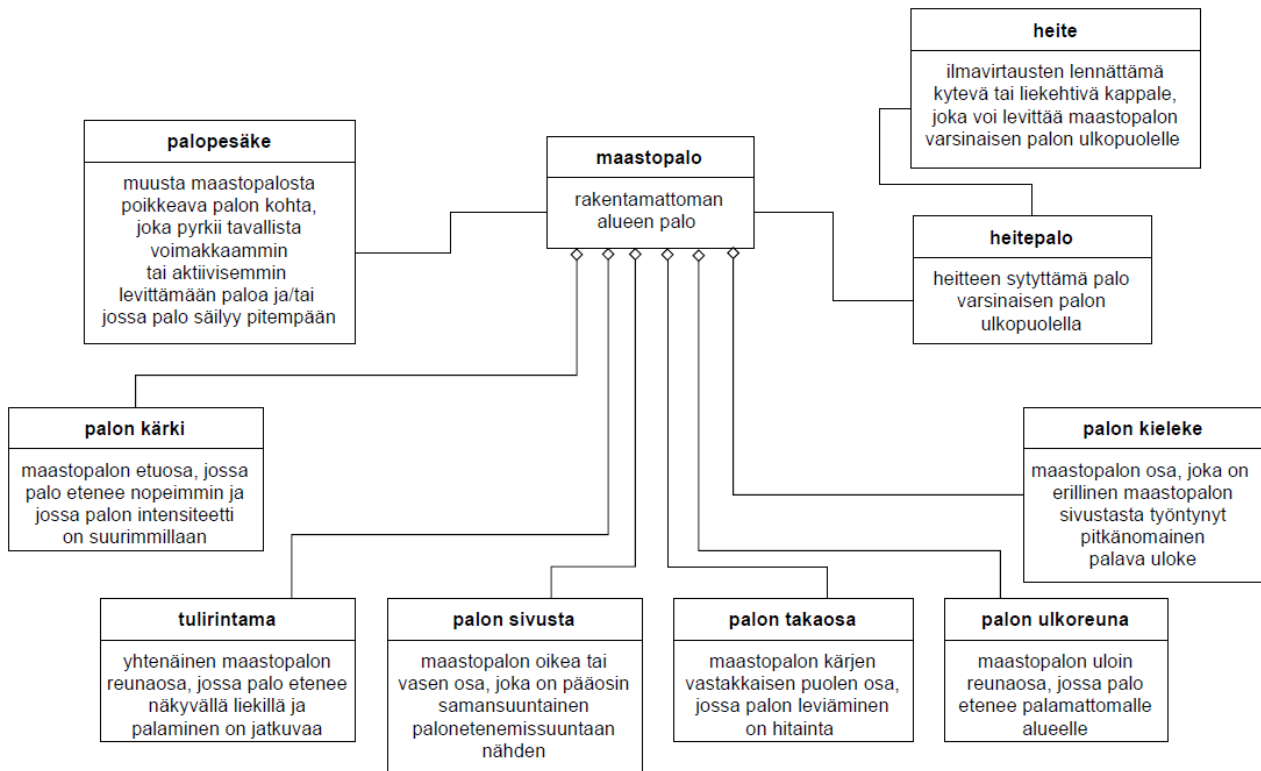 heite
ilmavirtausten lennättämä
kytevä tai liekehtivä kappale,
joka voi levittää maastopalon
varsinaisen palon ulkopuolelle
palopesäke
muusta maastopalosta
poikkeava palon kohta,
joka pyrkii tavallista
voimakkaammin
tai aktiivisemmin
levittämään paloa ja/tai
jossa palo säilyy pitempään
maastopalo
rakentamattoman
alueen palo
heitepalo
heitteen sytyttämä palo
varsinaisen palon
ulkopuolella
palon kärki
maastopalon etuosa, jossa
palo etenee nopeimmin ja
jossa palon intensiteetti
on suurimmillaan
palon kieleke
maastopalon osa, joka on
erillinen maastopalon
sivustasta työntynyt
pitkänomainen
palava uloke
tulirintama
yhtenäinen maastopalon
reunaosa, jossa palo etenee
näkyvällä liekillä ja
palaminen on jatkuvaa
palon sivusta
maastopalon oikea tai
vasen osa, joka on pääosin
samansuuntainen
palonetenemissuuntaan
nähden
palon takaosa
maastopalon kärjen
vastakkaisen puolen osa,
jossa palon leviäminen
on hitainta
palon ulkoreuna
maastopalon uloin
reunaosa, jossa palo
etenee palamattomalle
alueelle